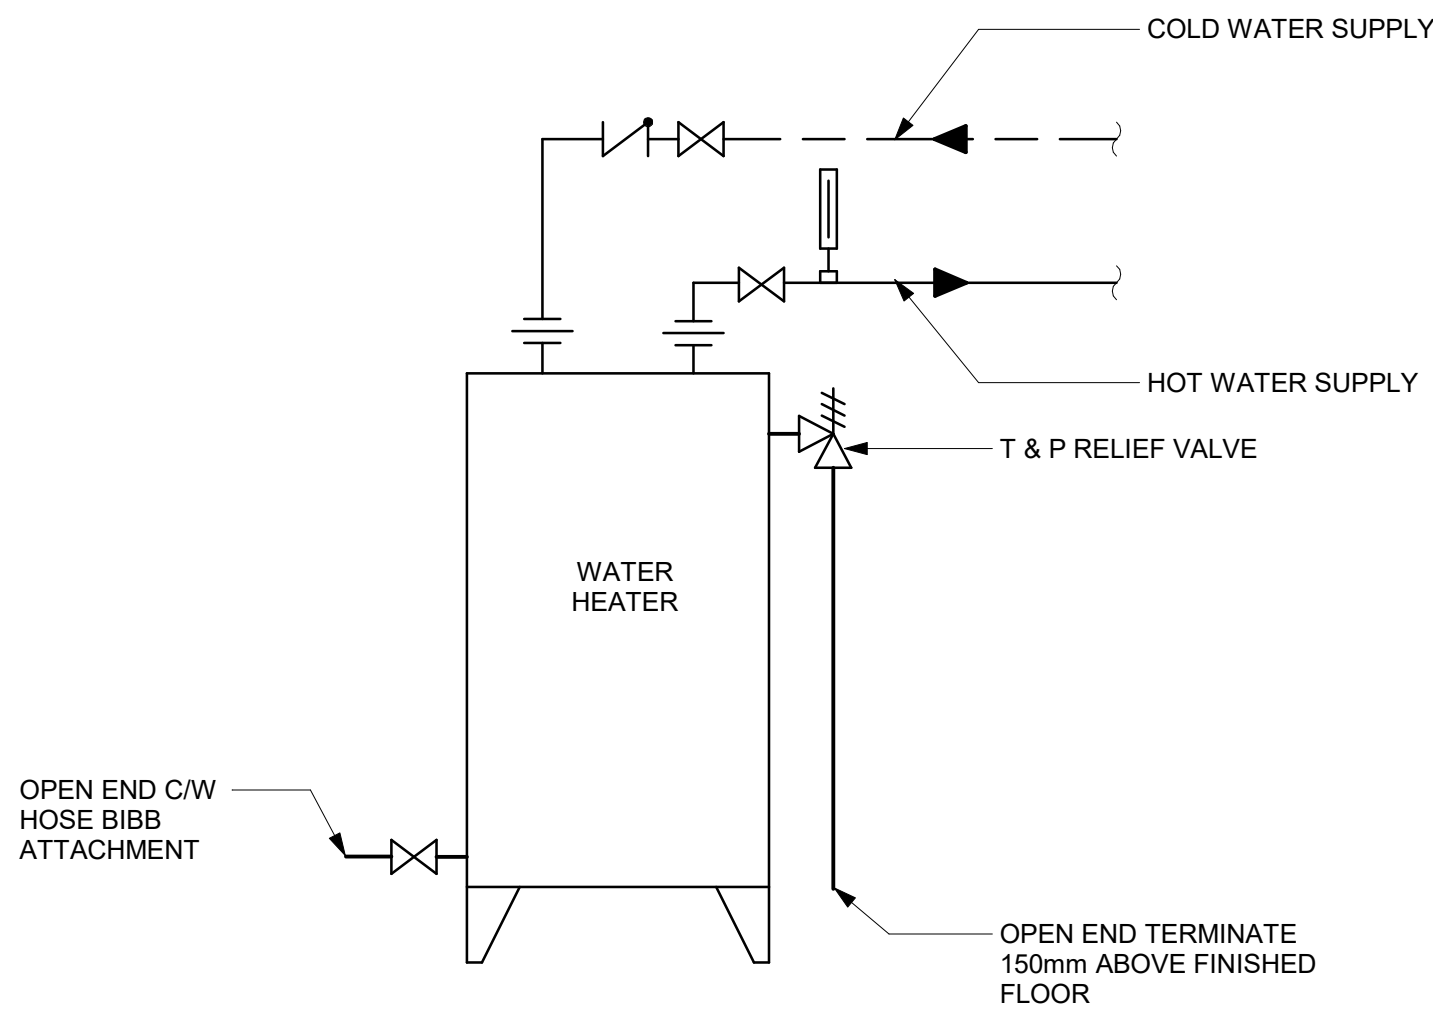 COLD WATER SUPPLY
HOT WATER SUPPLY
T & P RELIEF VALVE
WATER
HEATER
OPEN END C/W
HOSE BIBB
ATTACHMENT
OPEN END TERMINATE
150mm ABOVE FINISHED
FLOOR